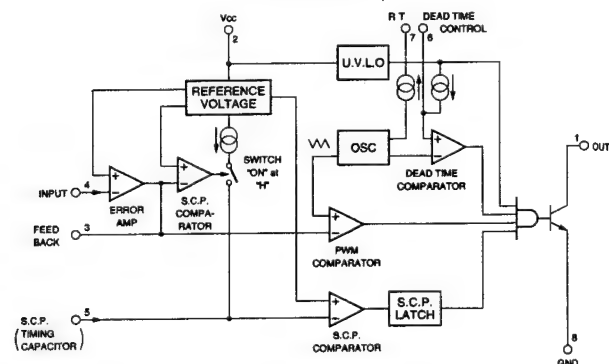 Vcc
2
R T
7
DEAD TIME
CONTROL
6
U.V.L.O
REFERENCE
VOLTAGE
OSC
SWITCH
"ON" at
"H"
DEAD TIME
COMPARATOR
1
OUT
INPUT
4
ERROR
AMP
S.C.P.
COMPA-
RATOR
FEED
BACK
3
PWM
COMPARATOR
S.C.P.
(TIMING
CAPACITOR)
5
S.C.P.
LATCH
S.C.P.
COMPARATOR
8
GND
+
−
+
−
+
−
+
−
+
−